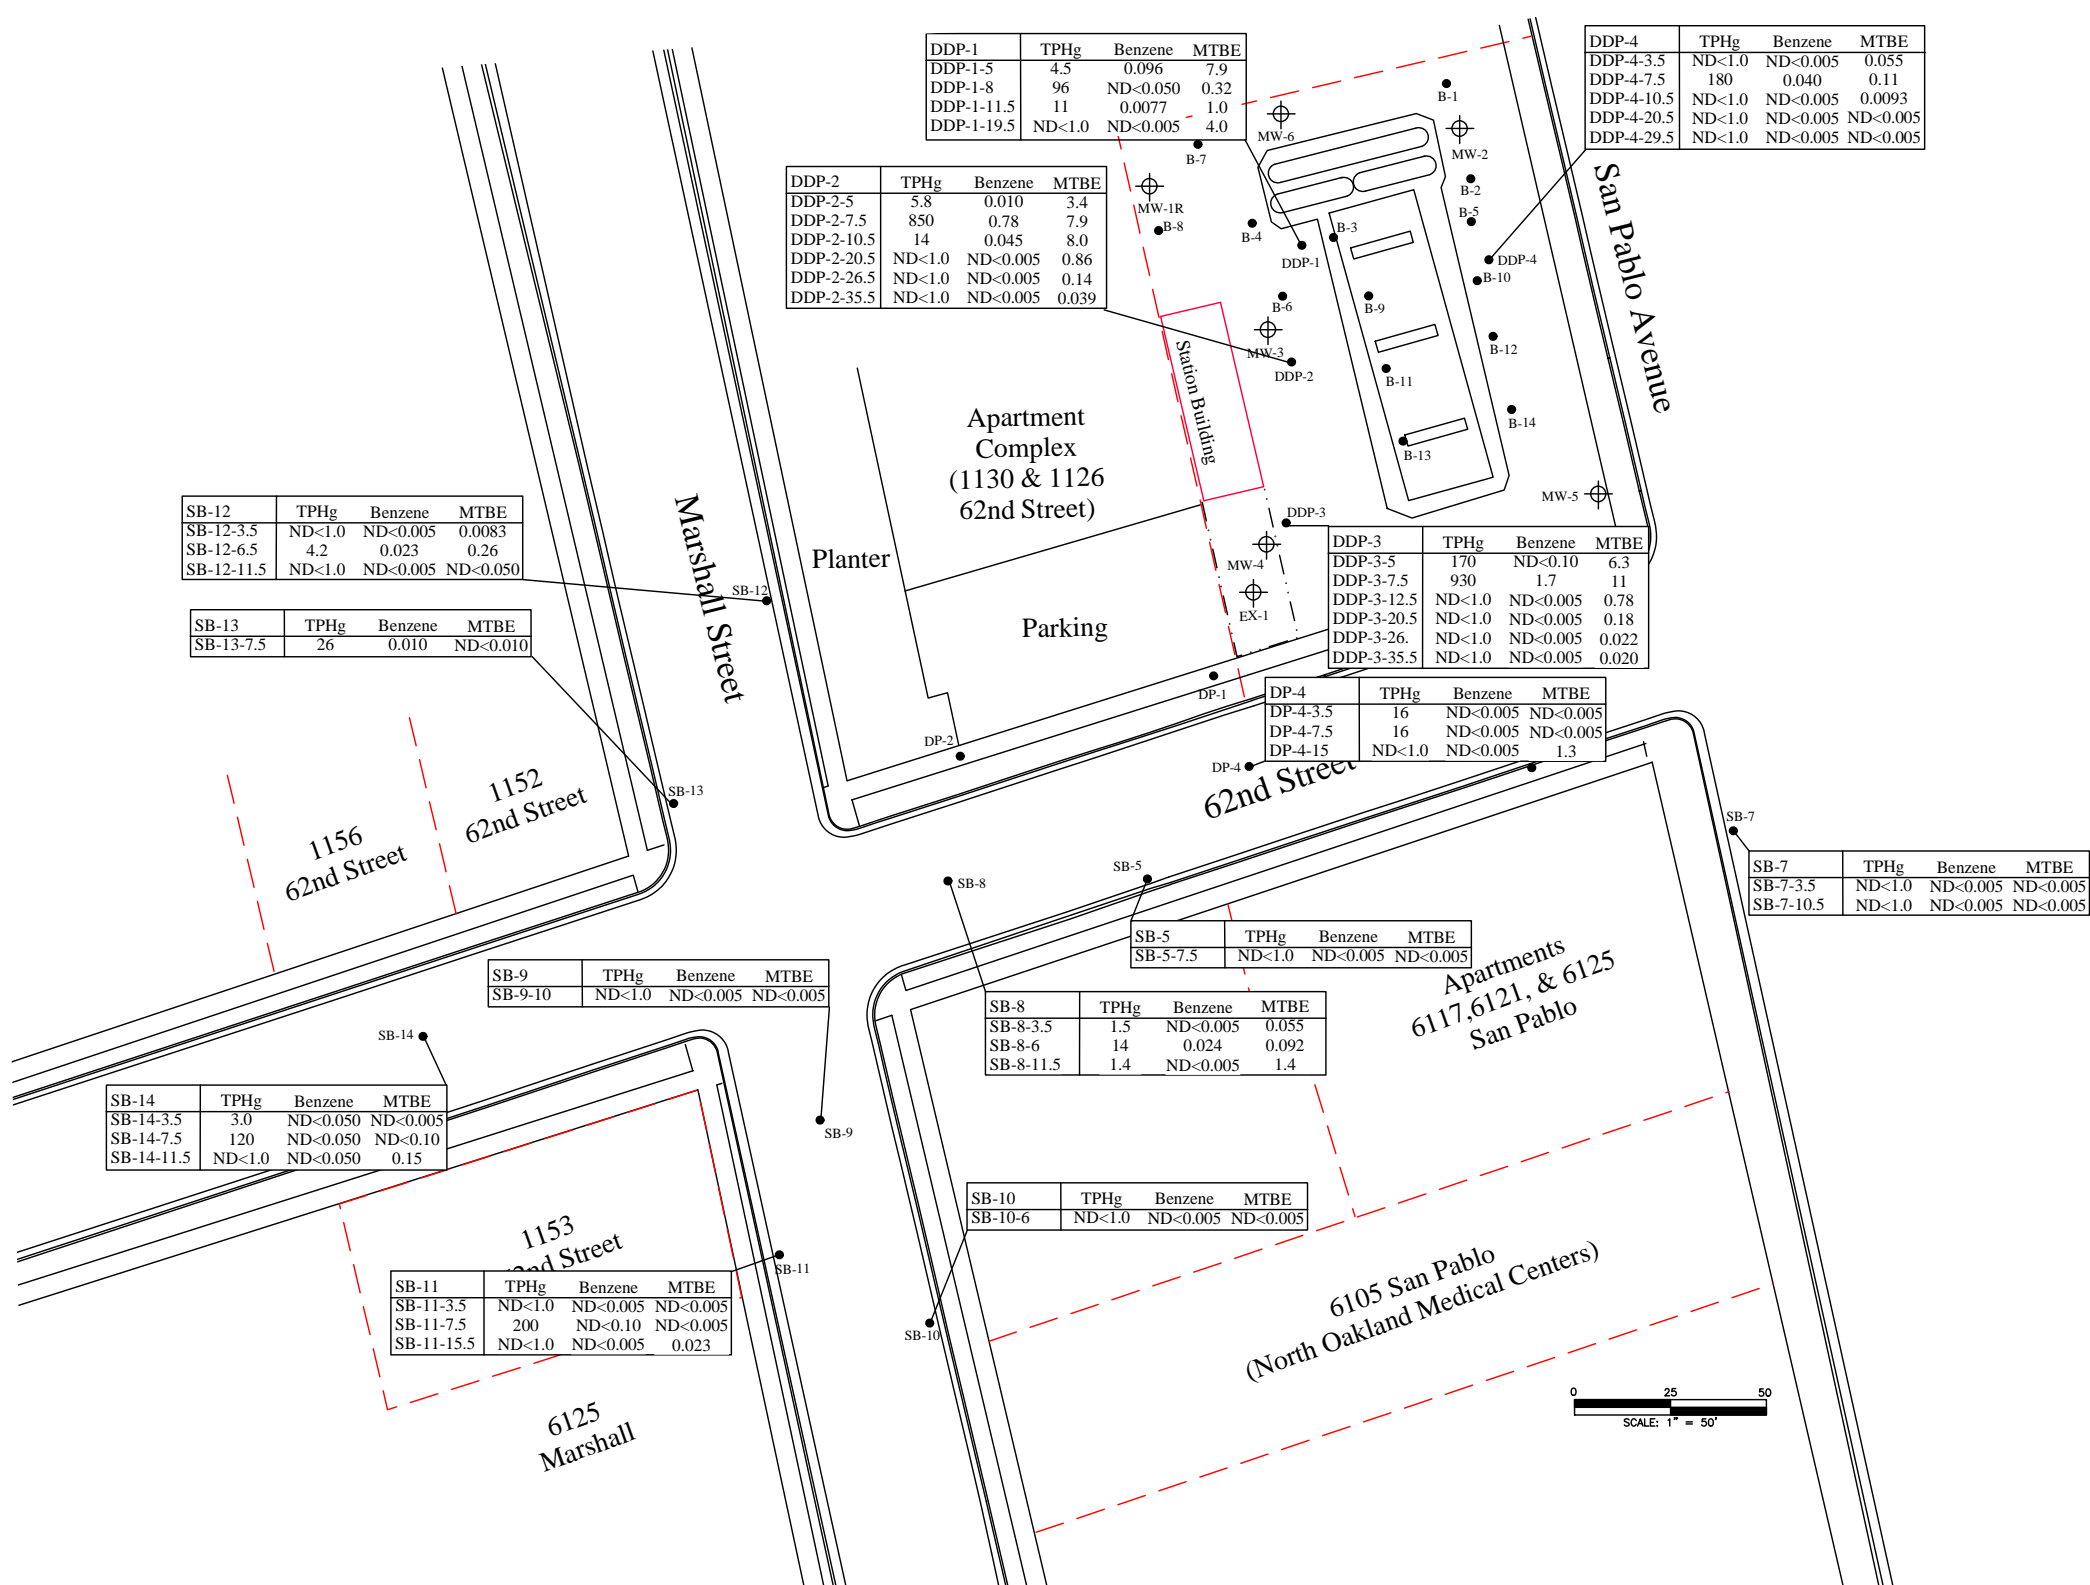 DDP-1 TPHg Benzene MTBE
DDP-1-5 4.5 0.096 7.9
DDP-1-8 96 ND<0.050 0.32
DDP-1-11.5 11 0.0077 1.0
DDP-1-19.5 ND<1.0 ND<0.005 4.0
DDP-4 TPHg Benzene MTBE
DDP-4-3.5 ND<1.0 ND<0.005 0.055
DDP-4-7.5 180 0.040 0.11
DDP-4-10.5 ND<1.0 ND<0.005 0.0093
DDP-4-20.5 ND<1.0 ND<0.005 ND<0.005
DDP-4-29.5 ND<1.0 ND<0.005 ND<0.005
B-1
MW-6
MW-2
B-7
DDP-2 TPHg Benzene MTBE
DDP-2-5 5.8 0.010 3.4
DDP-2-7.5 850 0.78 7.9
DDP-2-10.5 14 0.045 8.0
DDP-2-20.5 ND<1.0 ND<0.005 0.86
DDP-2-26.5 ND<1.0 ND<0.005 0.14
DDP-2-35.5 ND<1.0 ND<0.005 0.039
MW-1R
B-8
B-2
B-5
B-4
B-3
DDP-1
DDP-4
B-10
B-6
B-9
MW-3
B-12
DDP-2
B-11
B-14
B-13
San Pablo Avenue
Station Building
Apartment
Complex
(1130 & 1126
62nd Street)
MW-5
DDP-3
MW-4
EX-1
DDP-3 TPHg Benzene MTBE
DDP-3-5 170 ND<0.10 6.3
DDP-3-7.5 930 1.7 11
DDP-3-12.5 ND<1.0 ND<0.005 0.78
DDP-3-20.5 ND<1.0 ND<0.005 0.18
DDP-3-26. ND<1.0 ND<0.005 0.022
DDP-3-35.5 ND<1.0 ND<0.005 0.020
SB-12 TPHg Benzene MTBE
SB-12-3.5 ND<1.0 ND<0.005 0.0083
SB-12-6.5 4.2 0.023 0.26
SB-12-11.5 ND<1.0 ND<0.005 ND<0.050
Marshall Street
SB-12
Planter
Parking
SB-13 TPHg Benzene MTBE
SB-13-7.5 26 0.010 ND<0.010
DP-1
DP-2
DP-4 TPHg Benzene MTBE
DP-4-3.5 16 ND<0.005 ND<0.005
DP-4-7.5 16 ND<0.005 ND<0.005
DP-4-15 ND<1.0 ND<0.005 1.3
DP-4
62nd Street
SB-13
1152
62nd Street
1156
62nd Street
SB-7
SB-7 TPHg Benzene MTBE
SB-7-3.5 ND<1.0 ND<0.005 ND<0.005
SB-7-10.5 ND<1.0 ND<0.005 ND<0.005
SB-8
SB-5
SB-5 TPHg Benzene MTBE
SB-5-7.5 ND<1.0 ND<0.005 ND<0.005
Apartments
6117,6121, & 6125
San Pablo
SB-9 TPHg Benzene MTBE
SB-9-10 ND<1.0 ND<0.005 ND<0.005
SB-8 TPHg Benzene MTBE
SB-8-3.5 1.5 ND<0.005 0.055
SB-8-6 14 0.024 0.092
SB-8-11.5 1.4 ND<0.005 1.4
SB-14
SB-14 TPHg Benzene MTBE
SB-14-3.5 3.0 ND<0.050 ND<0.005
SB-14-7.5 120 ND<0.050 ND<0.10
SB-14-11.5 ND<1.0 ND<0.050 0.15
SB-9
SB-10 TPHg Benzene MTBE
SB-10-6 ND<1.0 ND<0.005 ND<0.005
1153
Street
SB-11
SB-11 TPHg Benzene MTBE
SB-11-3.5 ND<1.0 ND<0.005 ND<0.005
SB-11-7.5 200 ND<0.10 ND<0.005
SB-11-15.5 ND<1.0 ND<0.005 0.023
SB-10
6105 San Pablo
(North Oakland Medical Centers)
6125
Marshall
0 25 50
SCALE: 1" = 50'